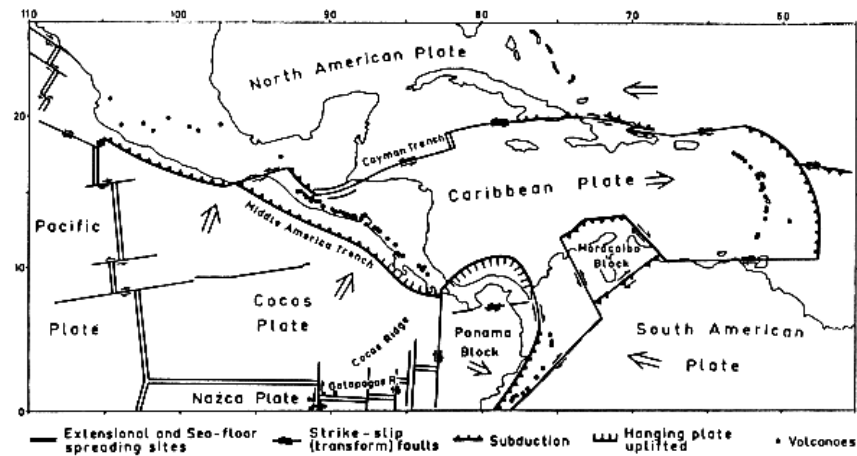 110 100 90 80 70 60
20
10
0
North American Plate
Cayman trench
Caribbean Plate
Pacific
Plate
Middle America trench
Maracaibo
Block
Cocos
Plate
Cocos Ridge
Panama
Block
South American
Plate
Galapagos R.
Nazca Plate
Extensional and Sea-floor
spreading sites
Strike-slip
(transform) faults
Subduction
Hanging plate
uplifted
Volcanoes